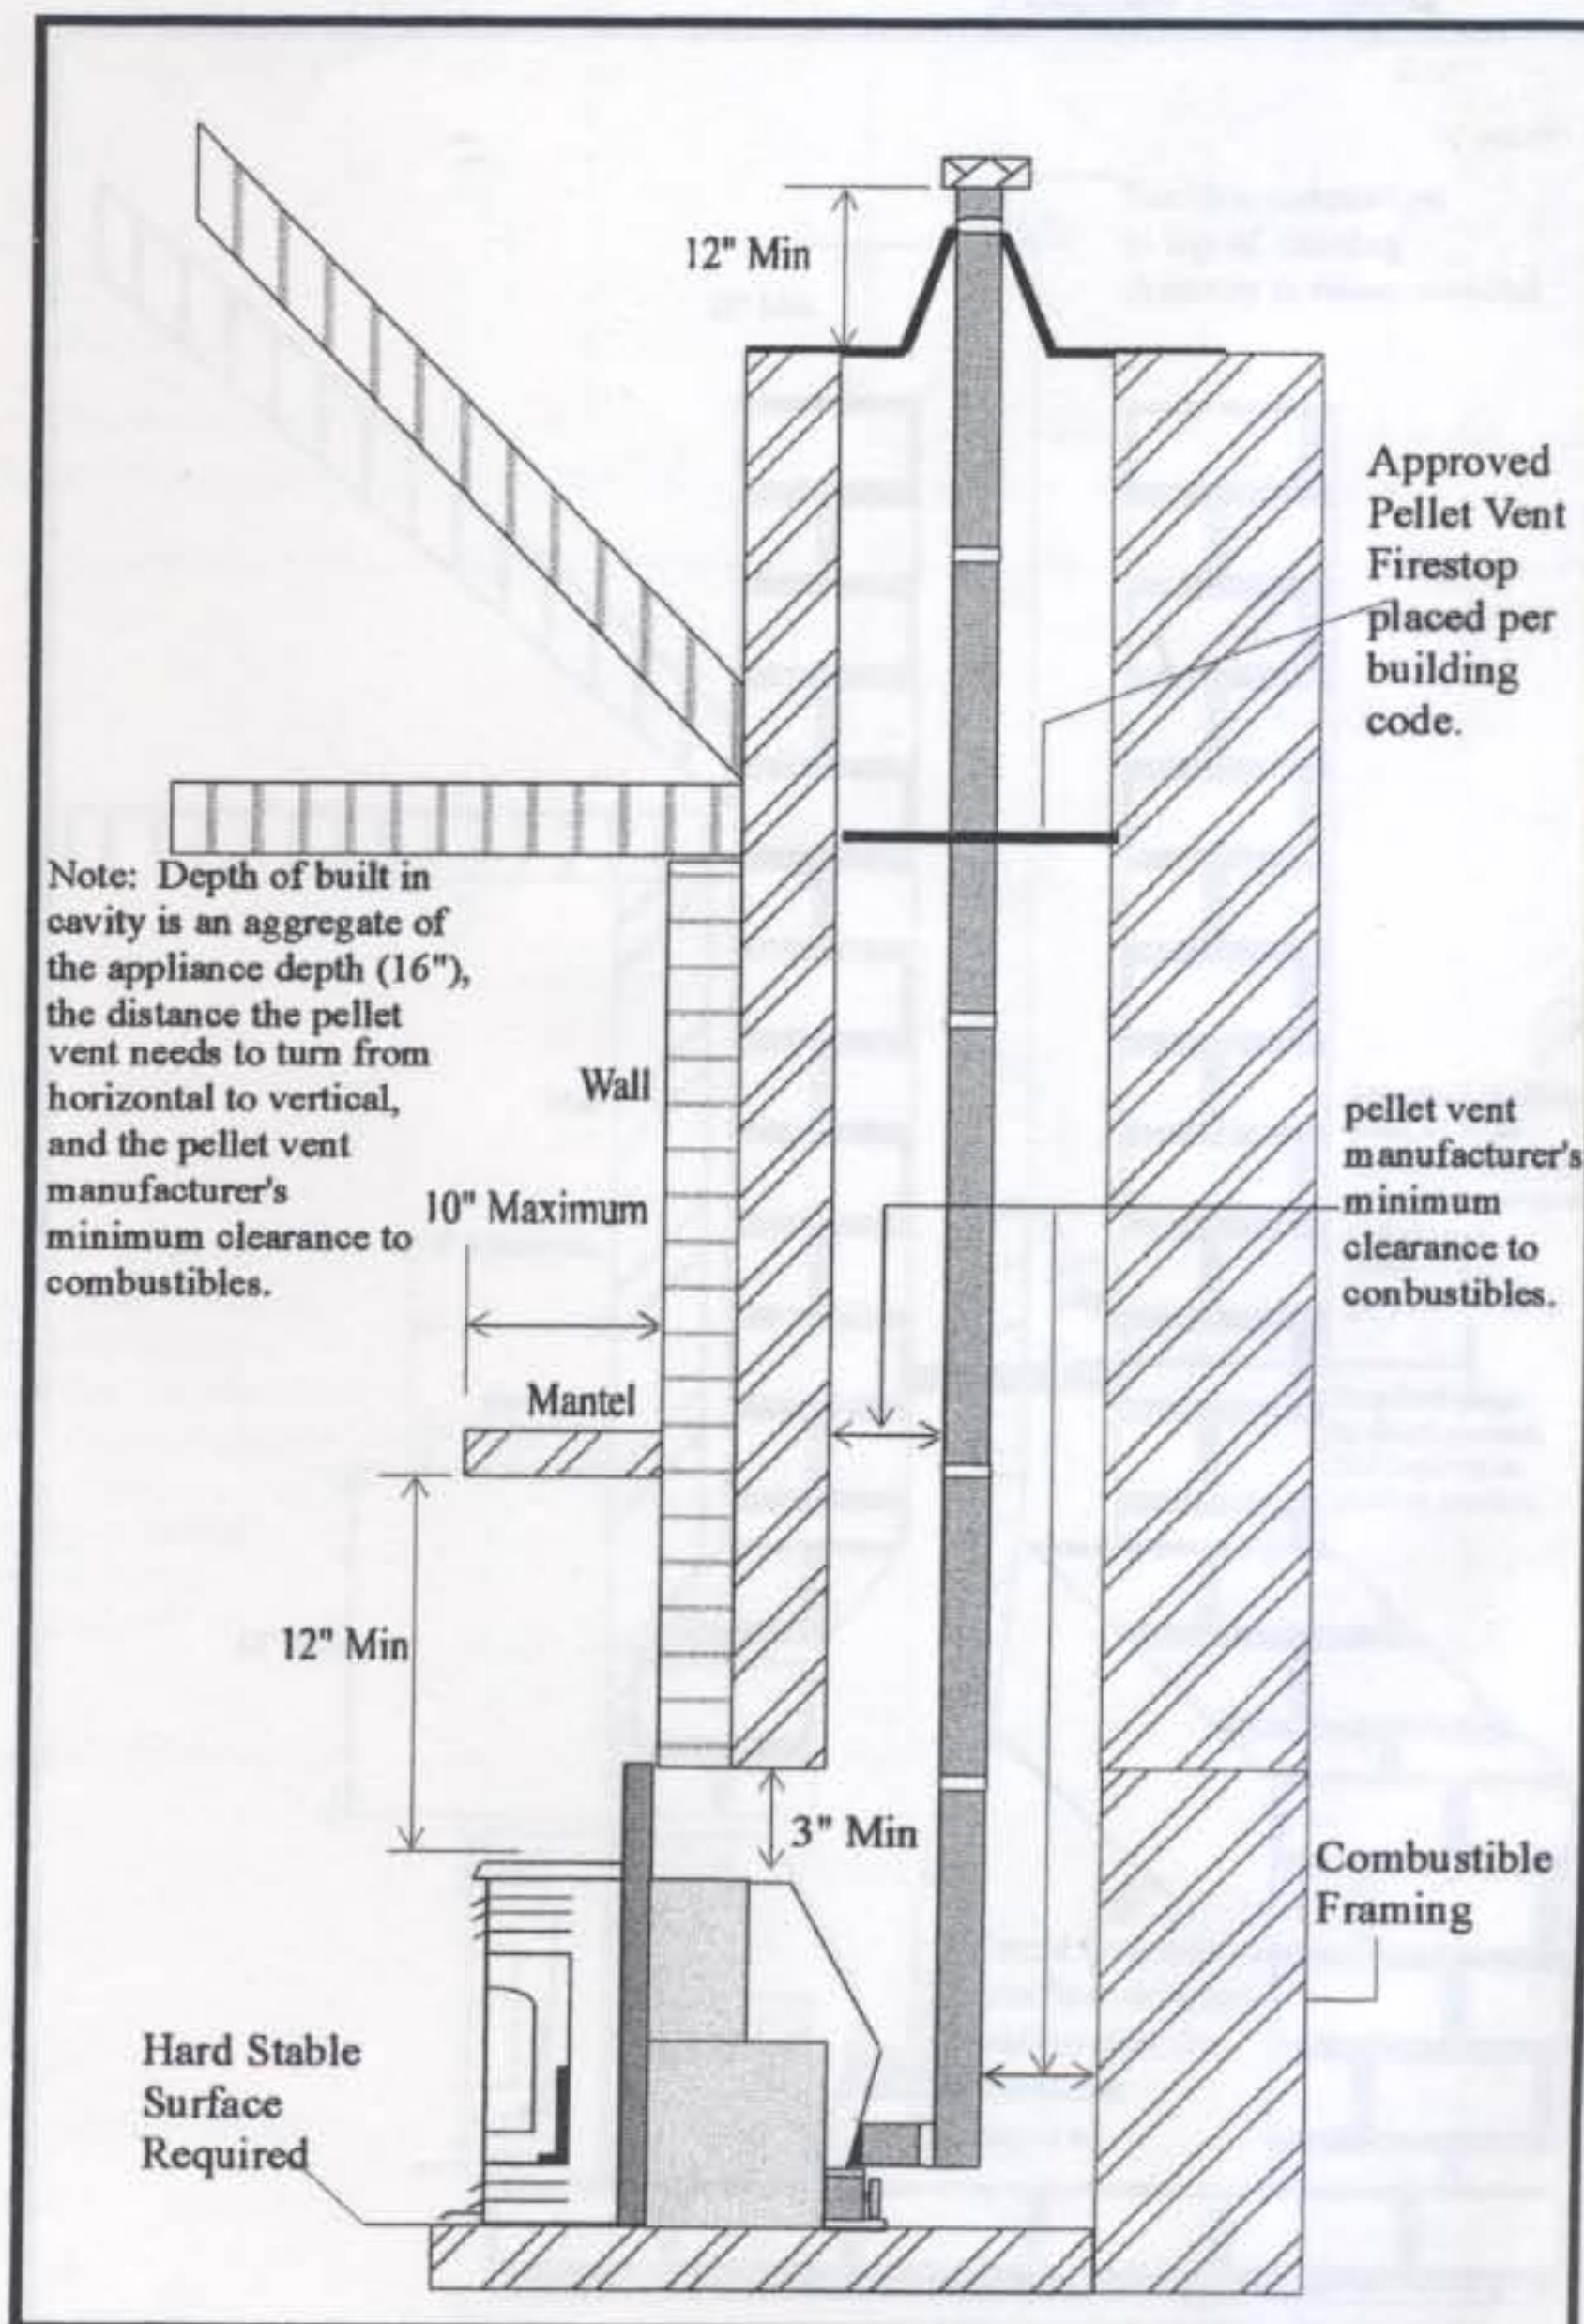 12" Min
Approved
Pellet Vent
Firestop
placed per
building
code.
Note: Depth of built in
cavity is an aggregate of
the appliance depth (16"),
the distance the pellet
vent needs to turn from
horizontal to vertical,
and the pellet vent
manufacturer's
minimum clearance to
combustibles.
Wall
10" Maximum
pellet vent
manufacturer's
minimum
clearance to
conbustibles.
Mantel
12" Min
3" Min
Combustible
Framing
Hard Stable
Surface
Required